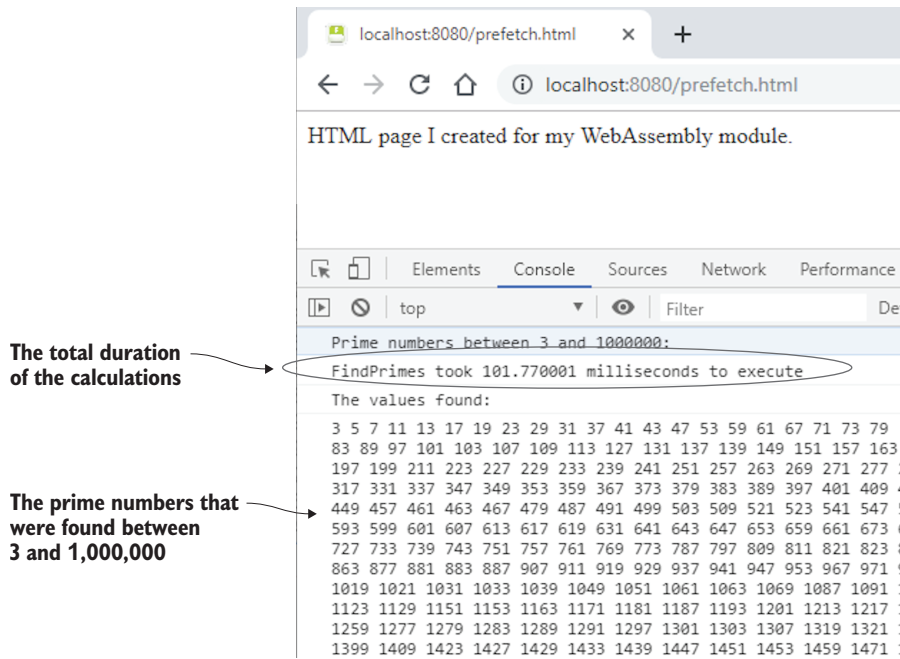 localhost:8080/prefetch.html
localhost:8080/prefetch.html
HTML page I created for my WebAssembly module.
Elements Console Sources Network Performance
top Filter
Prime numbers between 3 and 1000000:
The total duration
of the calculations
FindPrimes took 101.770001 milliseconds to execute
The values found:
3 5 7 11 13 17 19 23 29 31 37 41 43 47 53 59 61 67 71 73 79
83 89 97 101 103 107 109 113 127 131 137 139 149 151 157 163
197 199 211 223 227 229 233 239 241 251 257 263 269 271 277
317 331 337 347 349 353 359 367 373 379 383 389 397 401 409
The prime numbers that
were found between
3 and 1,000,000
449 457 461 463 467 479 487 491 499 503 509 521 523 541 547
593 599 601 607 613 617 619 631 641 643 647 653 659 661 673
727 733 739 743 751 757 761 769 773 787 797 809 811 821 823
863 877 881 883 887 907 911 919 929 937 941 947 953 967 971
1019 1021 1031 1033 1039 1049 1051 1061 1063 1069 1087 1091
1123 1129 1151 1153 1163 1171 1181 1187 1193 1201 1213 1217
1259 1277 1279 1283 1289 1291 1297 1301 1303 1307 1319 1321
1399 1409 1423 1427 1429 1433 1439 1447 1451 1453 1459 1471